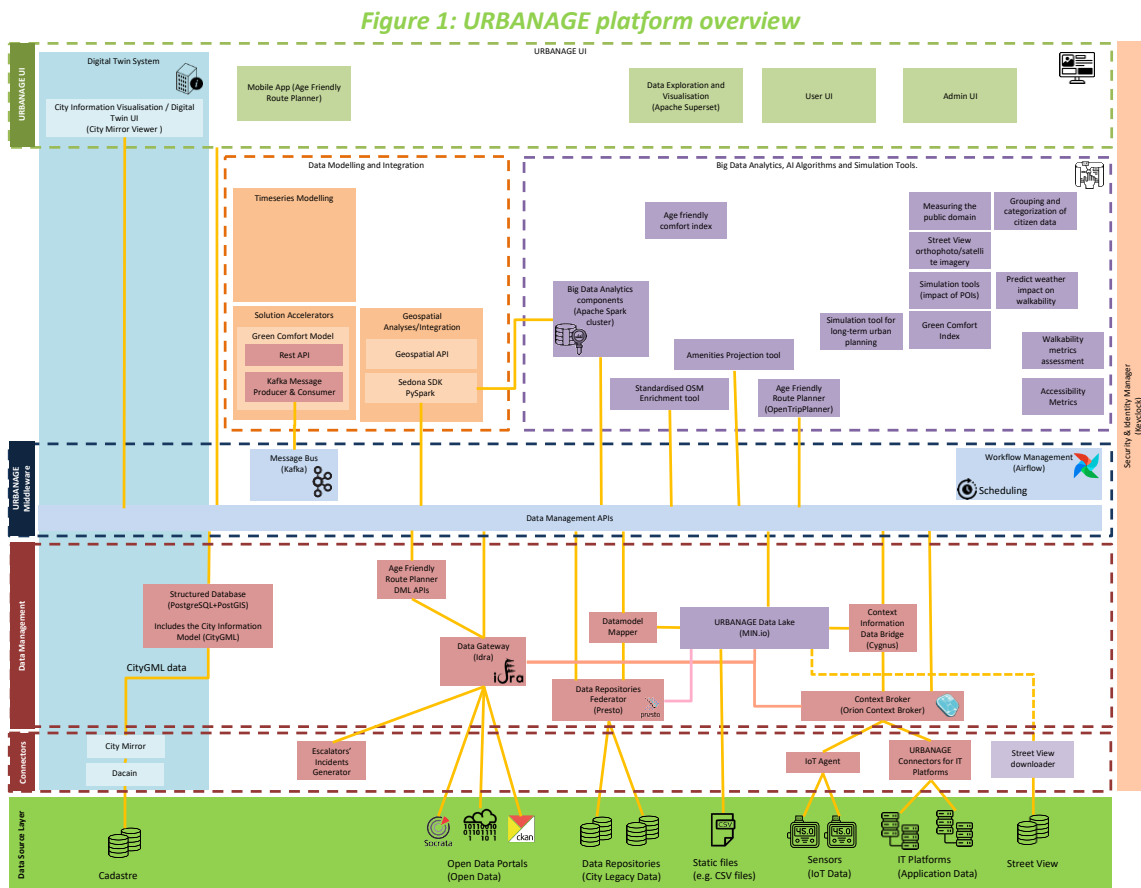 Figure 1: URBANAGE platform overview
URBANAGE UI
URBANAGE UI
Digital Twin System
City Information Visualisation / Digital
Twin UI
(City Mirror Viewer )
Mobile App (Age Friendly
Route Planner)
Data Exploration and
Visualisation
(Apache Superset)
User UI
Admin UI
Data Modelling and Integration
Timeseries Modelling
Solution Accelerators
Green Comfort Model
Rest API
Kafka Message
Producer & Consumer
Geospatial
Analyses/Integration
Geospatial API
Sedona SDK
PySpark
Big Data Analytics, AI Algorithms and Simulation Tools.
Age friendly
comfort index
Measuring the
public domain
Grouping and
categorization of
citizen data
Street View
orthophoto/satelli
te imagery
Big Data Analytics
components
(Apache Spark
cluster)
Simulation tools
(impact of POIs)
Predict weather
impact on
walkability
Simulation tool for
long-term urban
planning
Green Comfort
Index
Amenities Projection tool
Walkability
metrics
assessment
Standardised OSM
Enrichment tool
Age Friendly
Route Planner
(OpenTripPlanner)
Accessibility
Metrics
Security & Identity Manager
(Keyclock)
URBANAGE
Middleware
Message Bus
(Kafka)
Workflow Management
(Airflow)
Scheduling
Data Management APIs
Data Management
Structured Database
(PostgreSQL+PostGIS)
Includes the City Information
Model (CityGML)
CityGML data
Age Friendly
Route Planner
DML APIs
Data Gateway
(Idra)
idra
Datamodel
Mapper
URBANAGE Data Lake
(MIN.io)
Context
Information
Data Bridge
(Cygnus)
Data Repositories
Federator
(Presto)
presto
Context Broker
(Orion Context Broker)
Connectors
City Mirror
Dacain
Escalators'
Incidents
Generator
IoT Agent
URBANAGE
Connectors for IT
Platforms
Street View
downloader
Data Source Layer
Cadastre
Socrata
ckan
Open Data Portals
(Open Data)
Data Repositories
(City Legacy Data)
CSV
Static files
(e.g. CSV files)
45.0
45.0
Sensors
(IoT Data)
IT Platforms
(Application Data)
Street View